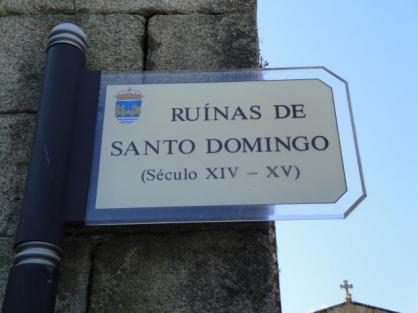 RUÍNAS DE
SANTO DOMINGO
(Século XIV – XV)